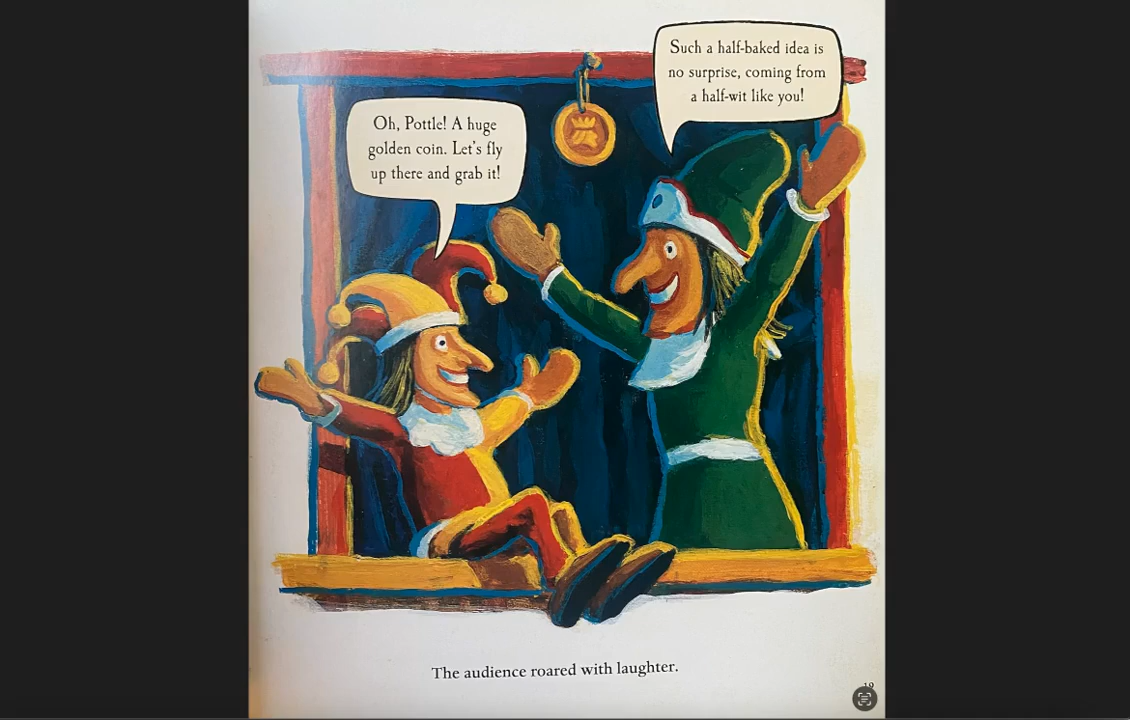 Oh, Pottle! A huge
golden coin. Let's fly
up there and grab it!
Such a half-baked idea is
no surprise, coming from
a half-wit like you!
The audience roared with laughter.
19